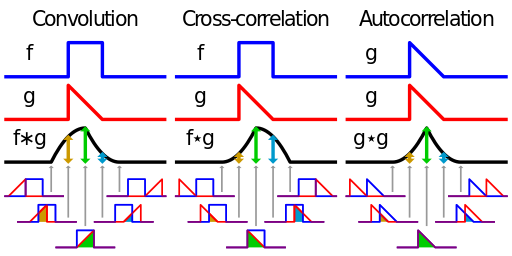 Convolution Cross-correlation Autocorrelation
f f g
g g g
f∗g f⋆g g⋆g